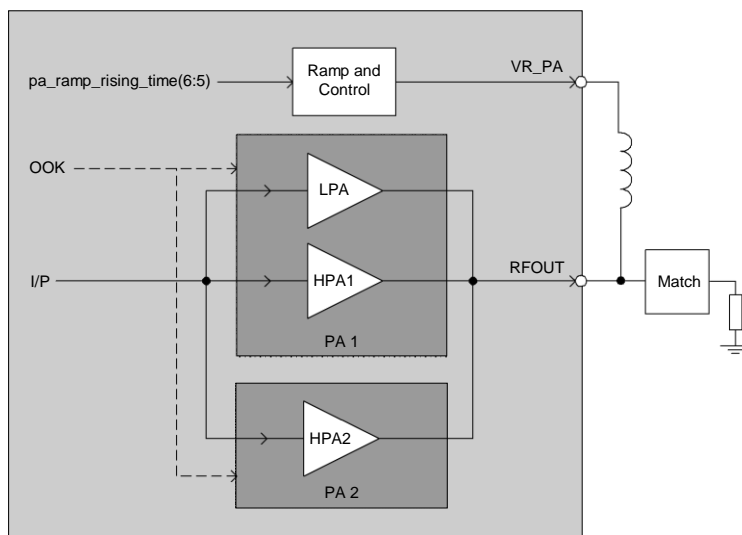 Ramp and
Control
VR_PA
pa_ramp_rising_time(6:5)
OOK
LPA
I/P
HPA1
RFOUT
Match
PA 1
HPA2
PA 2